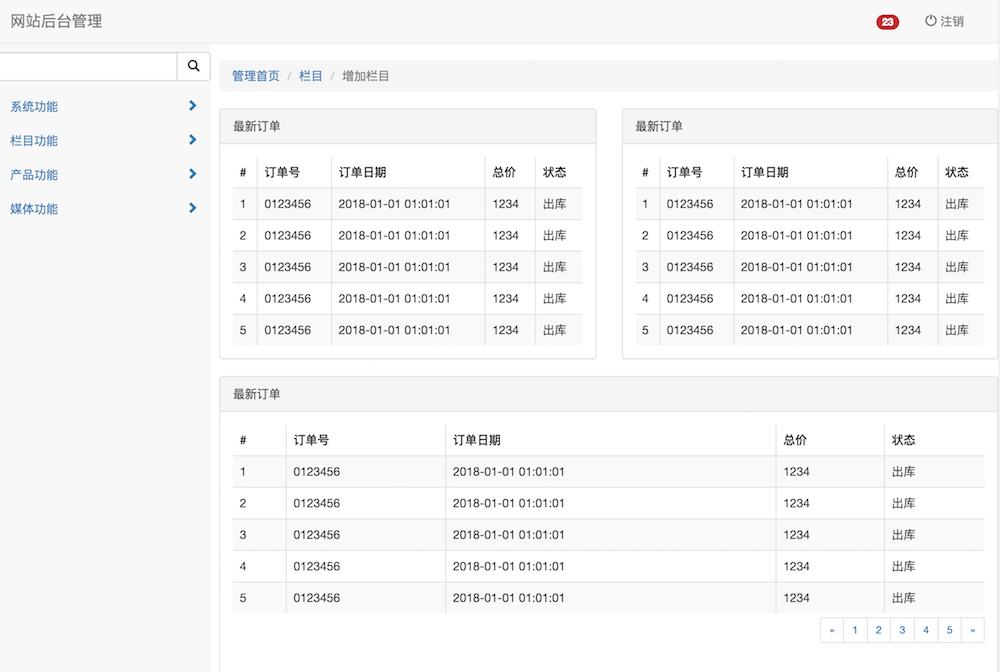 网站后台管理 23 注销
管理首页 / 栏目 / 增加栏目
系统功能
栏目功能
产品功能
媒体功能
最新订单
# 订单号 订单日期 总价 状态
1 0123456 2018-01-01 01:01:01 1234 出库
2 0123456 2018-01-01 01:01:01 1234 出库
3 0123456 2018-01-01 01:01:01 1234 出库
4 0123456 2018-01-01 01:01:01 1234 出库
5 0123456 2018-01-01 01:01:01 1234 出库
最新订单
# 订单号 订单日期 总价 状态
1 0123456 2018-01-01 01:01:01 1234 出库
2 0123456 2018-01-01 01:01:01 1234 出库
3 0123456 2018-01-01 01:01:01 1234 出库
4 0123456 2018-01-01 01:01:01 1234 出库
5 0123456 2018-01-01 01:01:01 1234 出库
最新订单
# 订单号 订单日期 总价 状态
1 0123456 2018-01-01 01:01:01 1234 出库
2 0123456 2018-01-01 01:01:01 1234 出库
3 0123456 2018-01-01 01:01:01 1234 出库
4 0123456 2018-01-01 01:01:01 1234 出库
5 0123456 2018-01-01 01:01:01 1234 出库
« 1 2 3 4 5 »